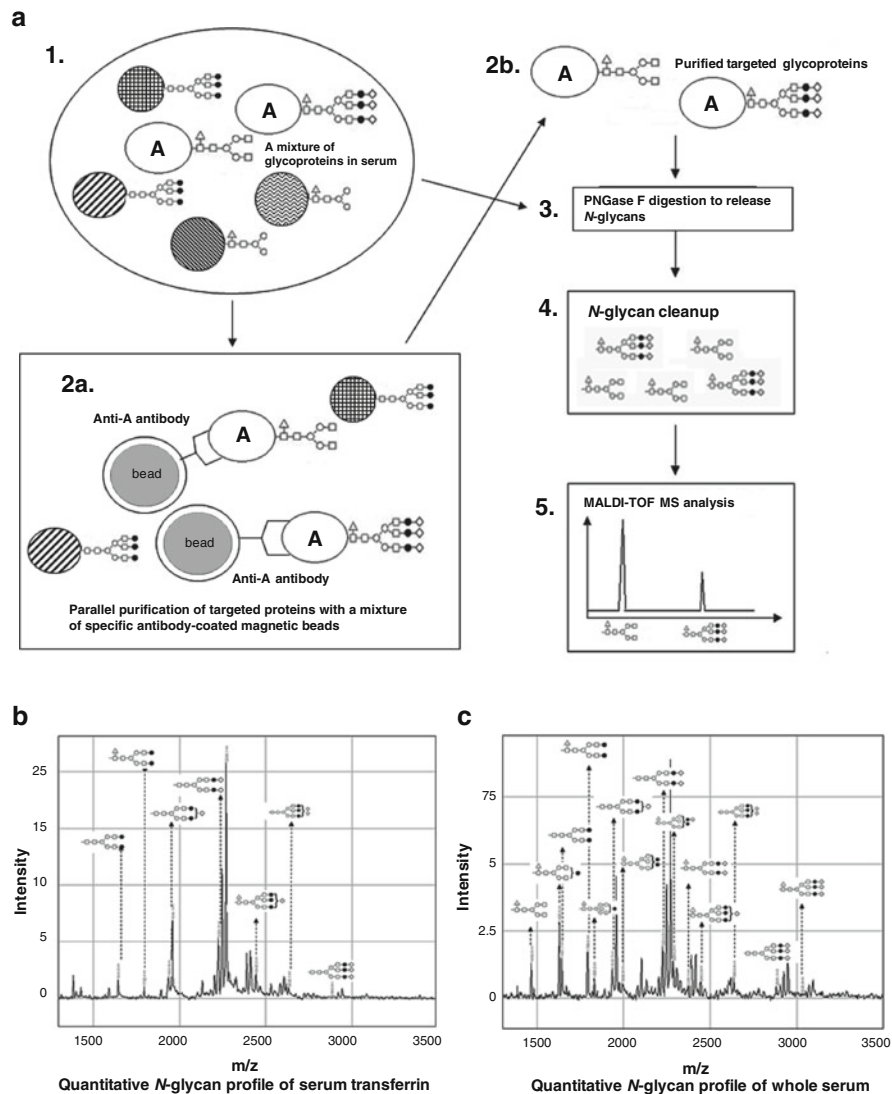 a
1.
A
A
A mixture of
glycoproteins in serum
2b.
A
Purified targeted glycoproteins
A
3.
PNGase F digestion to release
N-glycans
4.
N-glycan cleanup
2a.
Anti-A antibody
A
bead
bead
A
Anti-A antibody
Parallel purification of targeted proteins with a mixture
of specific antibody-coated magnetic beads
5.
MALDI-TOF MS analysis
b
Intensity
25
15
10
5
0
1500
2000
2500
3000
3500
m/z
Quantitative N-glycan profile of serum transferrin
c
Intensity
75
5
2.5
0
1500
2000
2500
3000
3500
m/z
Quantitative N-glycan profile of whole serum